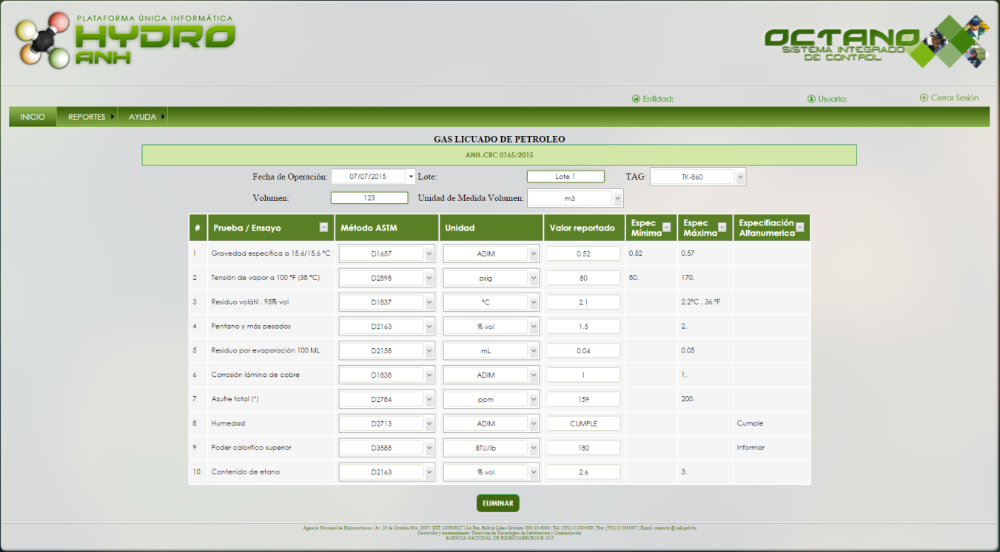 PLATAFORMA ÚNICA INFORMÁTICA
HYDRO
ANH
OCTANO
SISTEMA INTEGRADO
DE CONTROL
Entidad: Usuario: Cerrar Sesión
INICIO REPORTES AYUDA
GAS LICUADO DE PETROLEO
ANH-CRC 0165/2015
Fecha de Operación: 07/07/2015 Lote: Lote 1 TAG: TK-860
Volumen: 123 Unidad de Medida Volumen: m3
# Prueba / Ensayo Método ASTM Unidad Valor reportado Espec Mínima Espec Máxima Especifiación Alfanumerica
1 Gravedad específica a 15.6/15.6 ºC D1657 ADIM 0.52 0.52 0.57
2 Tensión de vapor a 100 ºF (38 ºC) D2598 psig 80 80. 170.
3 Residuo volátil , 95% vol D1837 ºC 2.1 2.2ºC , 36.ºF
4 Pentano y más pesados D2163 % vol 1.5 2.
5 Residuo por evaporación 100 ML D2158 mL 0.04 0.05
6 Corrosión lámina de cobre D1838 ADIM 1 1.
7 Azufre total (*) D2784 ppm 159 200.
8 Humedad D2713 ADIM CUMPLE Cumple
9 Poder calorífico superior D3588 BTU/lb 180 Informar
10 Contenido de etano D2163 % vol 2.6 3.
ELIMINAR
Agencia Nacional de Hidrocarburos | Av. 20 de Octubre Nro. 2685 | NIT: 120919027 | La Paz, Bolivia Linea Gratuita: 800-10-6006 | Tel: (591)-2-2434000 | Fax: (591)-2-2434007 | Email: contacto @ anh.gob.bo
Desarrollo y mantenimiento: Dirección de Tecnologías de Información y Comunicación
AGENCIA NACIONAL DE HIDROCARBUROS © 2015